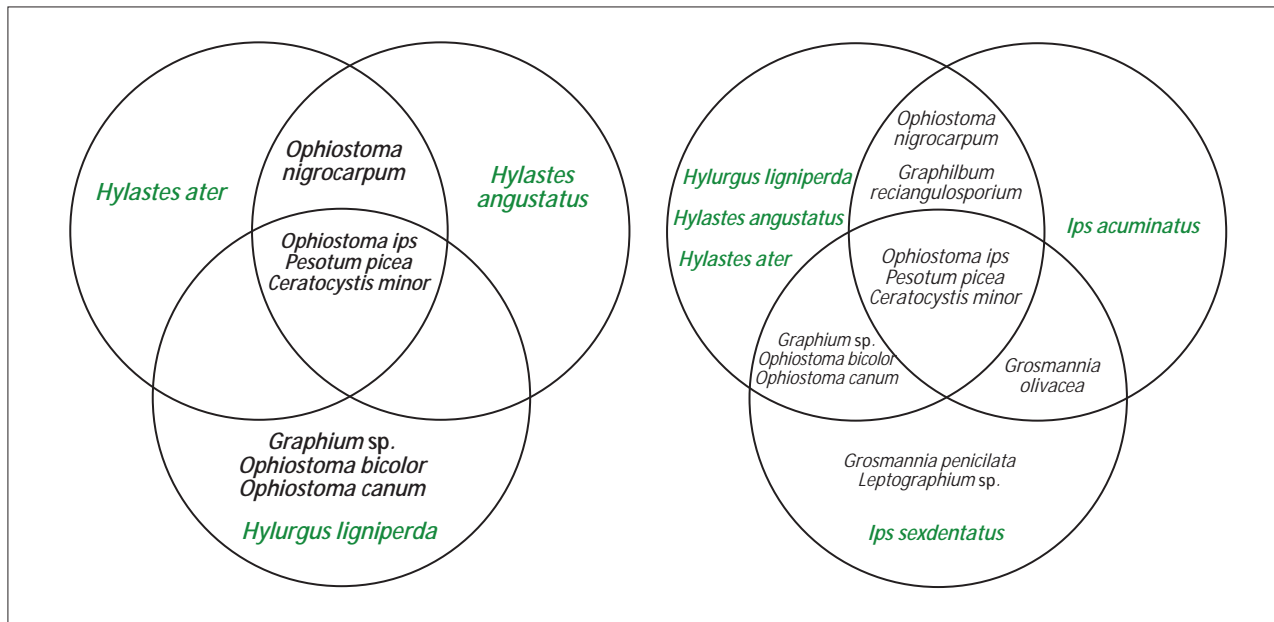 Hylastes ater
Ophiostoma
nigrocarpum
Hylastes
angustatus
Ophiostoma ips
Pesotum picea
Ceratocystis minor
Graphium sp.
Ophiostoma bicolor
Ophiostoma canum
Hylurgus ligniperda
Hylurgus ligniperda
Hylastes angustatus
Hylastes ater
Ophiostoma
nigrocarpum
Graphilbum
reciangulosporium
Ips acuminatus
Ophiostoma ips
Pesotum picea
Ceratocystis minor
Graphium sp.
Ophiostoma bicolor
Ophiostoma canum
Grosmannia
olivacea
Grosmannia penicilata
Leptographium sp.
Ips sexdentatus